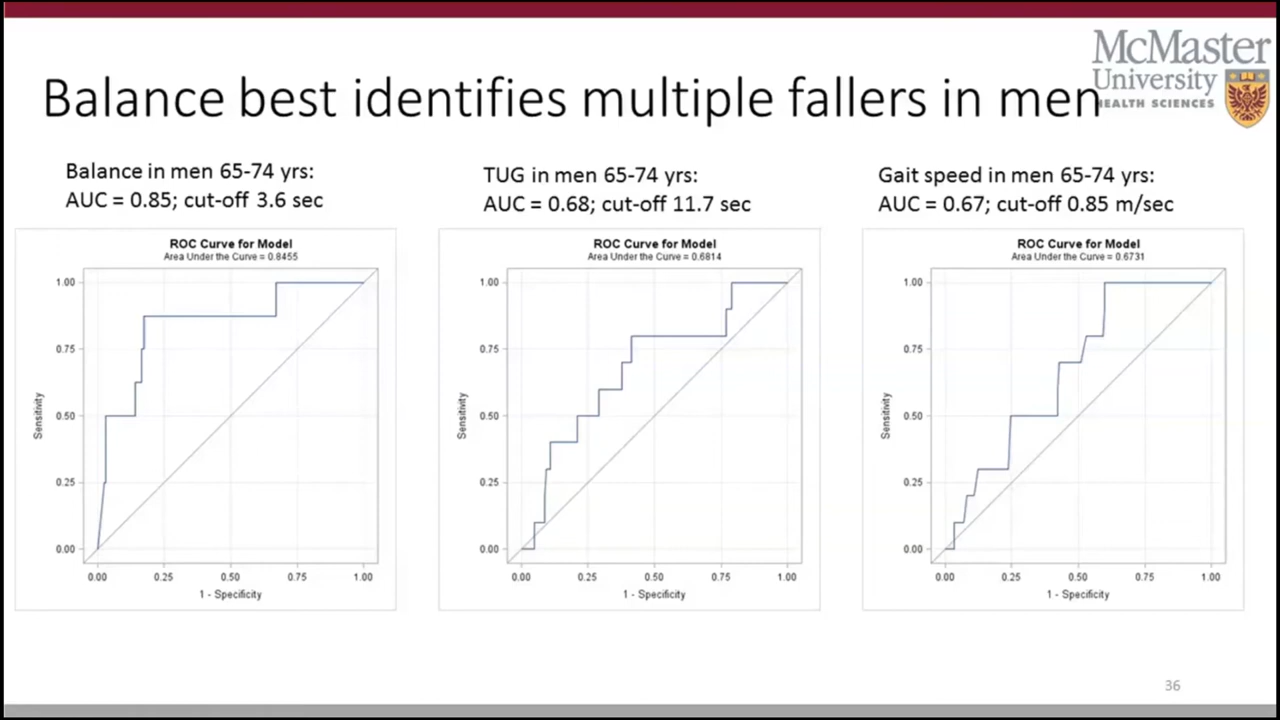 McMaster
University
HEALTH SCIENCES
Balance best identifies multiple fallers in men
Balance in men 65-74 yrs:
AUC = 0.85; cut-off 3.6 sec
ROC Curve for Model
Area Under the Curve = 0.8455
1.00
0.75
0.50
0.25
0.00
Sensitivity
0.00 0.25 0.50 0.75 1.00
1 - Specificity
TUG in men 65-74 yrs:
AUC = 0.68; cut-off 11.7 sec
ROC Curve for Model
Area Under the Curve = 0.6814
1.00
0.75
0.50
0.25
0.00
Sensitivity
0.00 0.25 0.50 0.75 1.00
1 - Specificity
Gait speed in men 65-74 yrs:
AUC = 0.67; cut-off 0.85 m/sec
ROC Curve for Model
Area Under the Curve = 0.6731
1.00
0.75
0.50
0.25
0.00
Sensitivity
0.00 0.25 0.50 0.75 1.00
1 - Specificity
36